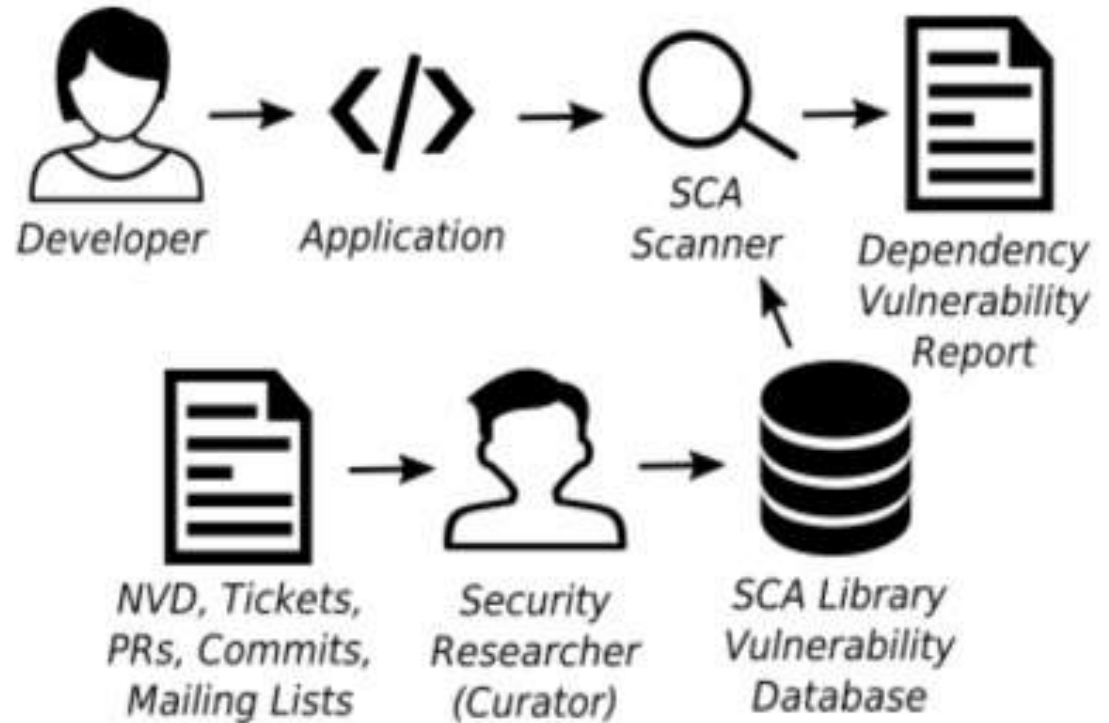 Developer
Application
SCA
Scanner
Dependency
Vulnerability
Report
NVD, Tickets,
PRs, Commits,
Mailing Lists
Security
Researcher
(Curator)
SCA Library
Vulnerability
Database